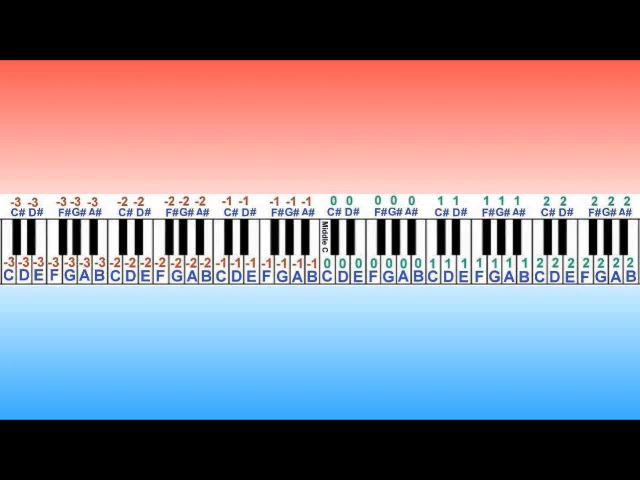 -3 -3 -3 -3 -3 -2 -2 -2 -2 -2 -1 -1 -1 -1 -1 0 0 0 0 0 1 1 1 1 1 2 2 2 2 2
C# D# F# G# A# C# D# F# G# A# C# D# F# G# A# C# D# F# G# A# C# D# F# G# A# C# D# F# G# A#
Middle C
-3 -3 -3 -3 -3 -3 -3 -2 -2 -2 -2 -2 -2 -2 -1 -1 -1 -1 -1 -1 -1 0 0 0 0 0 0 0 1 1 1 1 1 1 1 2 2 2 2 2 2 2
C D E F G A B C D E F G A B C D E F G A B C D E F G A B C D E F G A B C D E F G A B